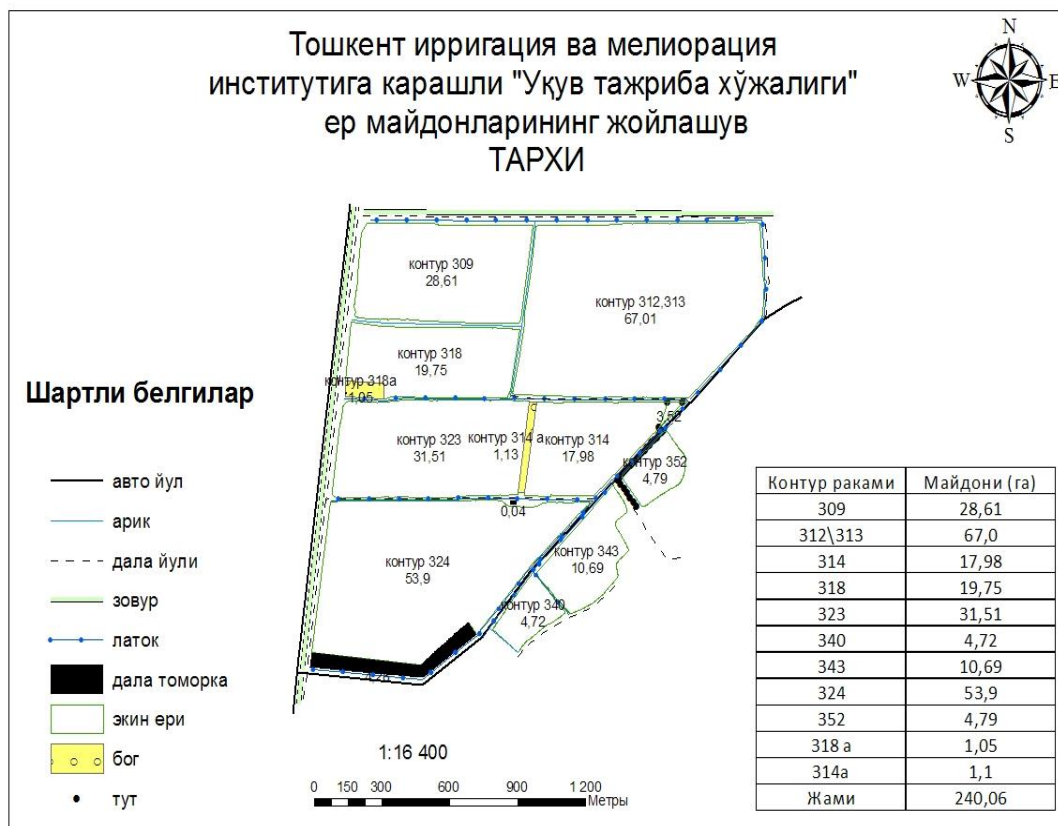 Тошкент ирригация ва мелиорация
институтига карашли "Уқув тажриба хўжалиги"
ер майдонларининг жойлашув
ТАРХИ
N
W E
S
контур 309
28,61
контур 312,313
67,01
контур 318
19,75
контур 318а
1,05
контур 323
31,51
контур 314 а
1,13
контур 314
17,98
3,52
контур 352
4,79
0,04
контур 324
53,9
контур 343
10,69
контур 340
4,72
Шартли белгилар
авто йул
арик
дала йули
зовур
латок
дала томорка
экин ери
бог
тут
1:16 400
0 150 300 600 900 1 200
Метры
Контур раками Майдони (га)
309 28,61
312\313 67,0
314 17,98
318 19,75
323 31,51
340 4,72
343 10,69
324 53,9
352 4,79
318 а 1,05
314а 1,1
Жами 240,06